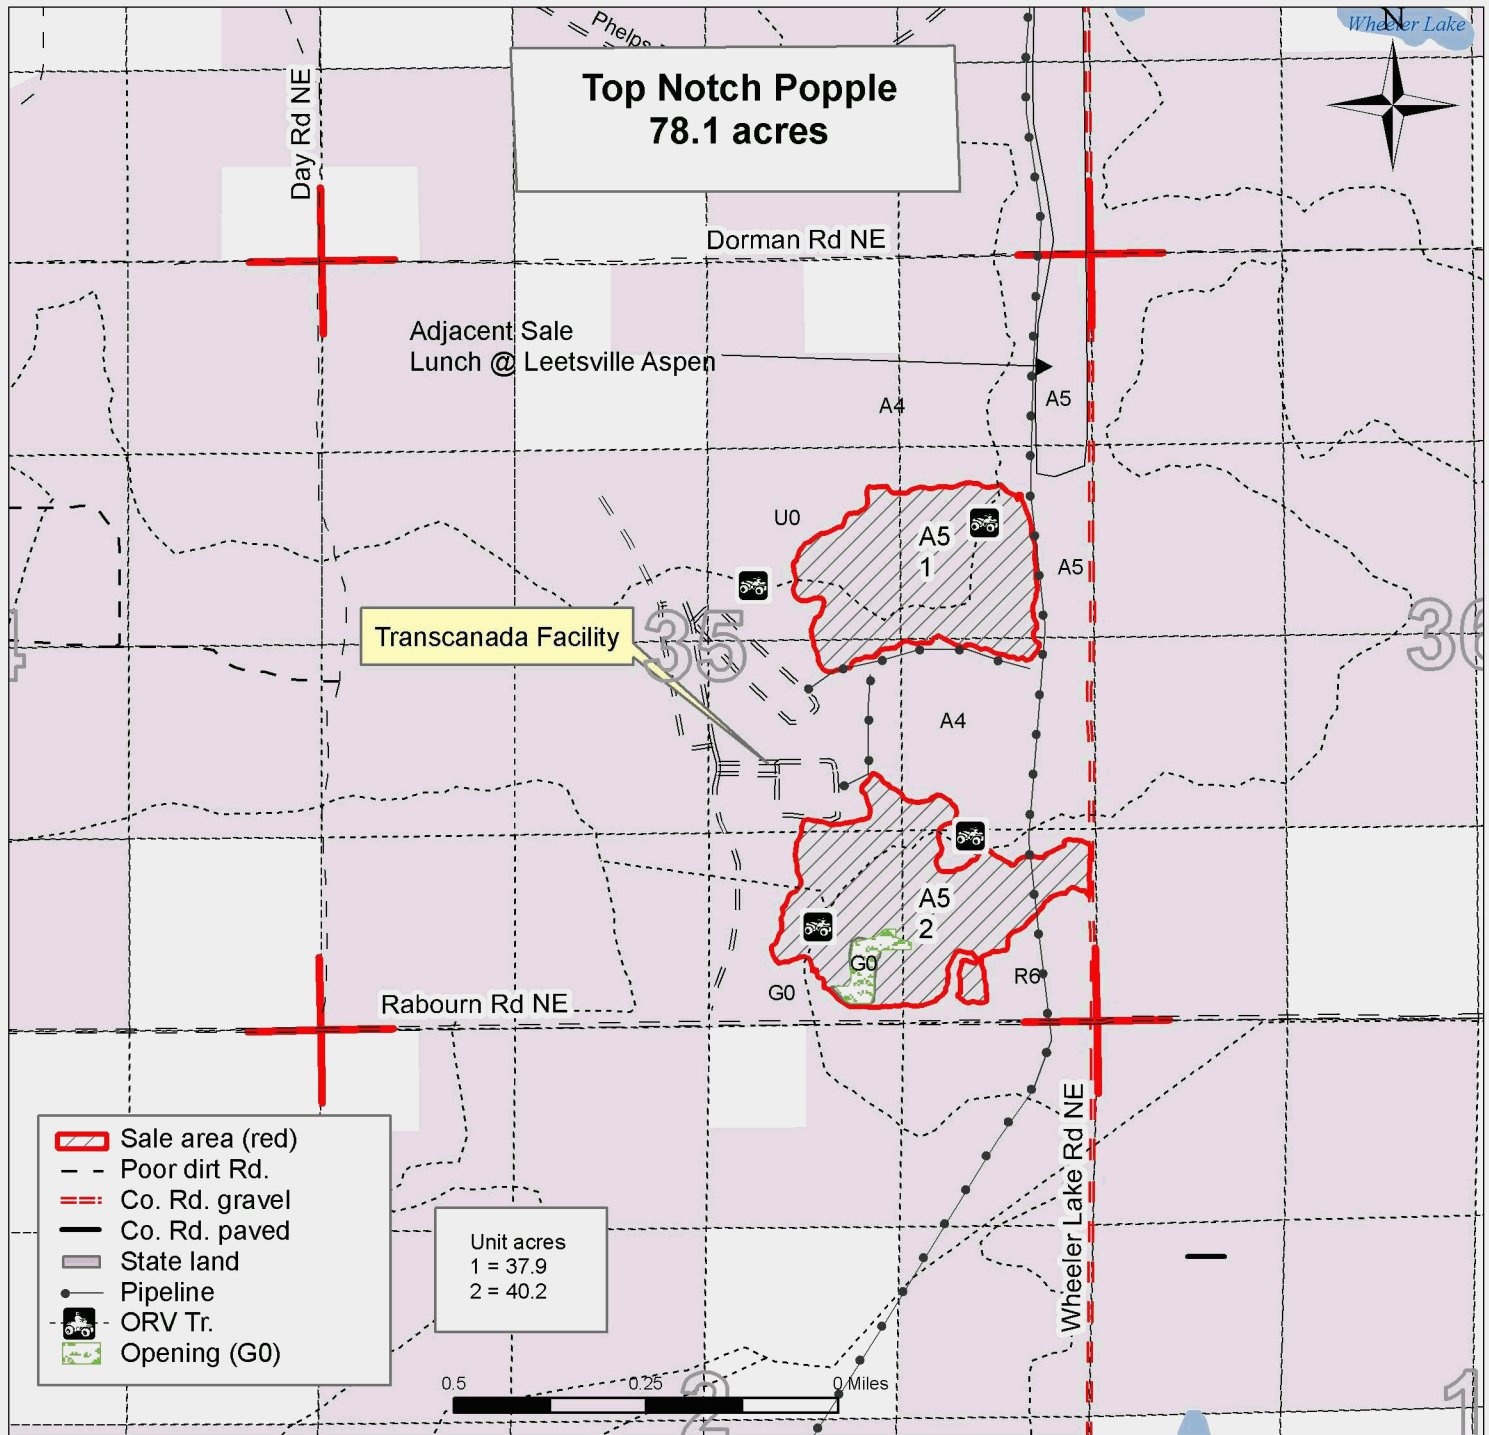 Phelps
Wheeler Lake
N
Top Notch Popple
78.1 acres
Day Rd NE
Dorman Rd NE
Adjacent Sale
Lunch @ Leetsville Aspen
A4
A5
U0
A5
1
A5
Transcanada Facility
35
36
4
A4
A5
2
G0
G0
R6
Rabourn Rd NE
Wheeler Lake Rd NE
Sale area (red)
Poor dirt Rd.
Co. Rd. gravel
Co. Rd. paved
State land
Pipeline
ORV Tr.
Opening (G0)
Unit acres
1 = 37.9
2 = 40.2
0.5
0.25
0 Miles
2
1